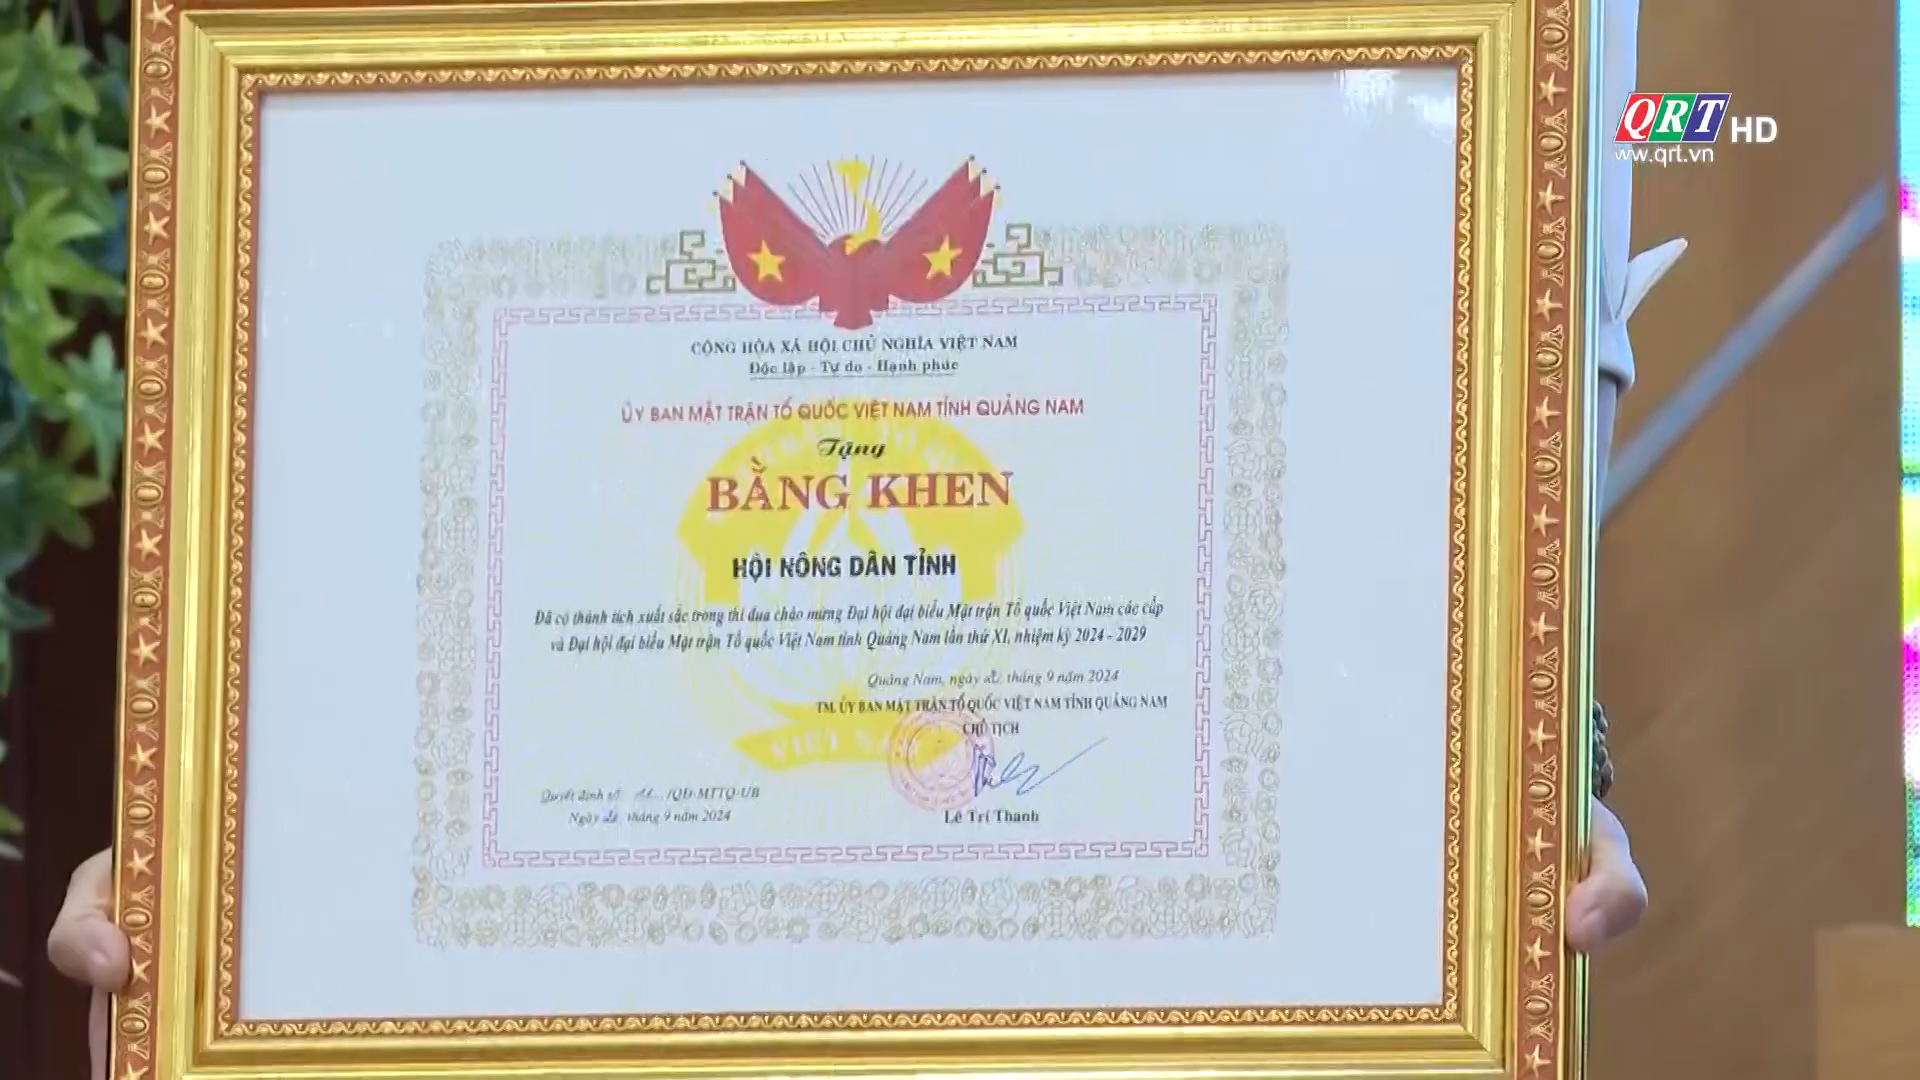 QRT HD
ww.qrt.vn
CỘNG HÒA XÃ HỘI CHỦ NGHĨA VIỆT NAM
Độc lập - Tự do - Hạnh phúc
ỦY BAN MẶT TRẬN TỔ QUỐC VIỆT NAM TỈNH QUẢNG NAM
Tặng
BẰNG KHEN
HỘI NÔNG DÂN TỈNH
Đã có thành tích xuất sắc trong thi đua chào mừng Đại hội đại biểu Mặt trận Tổ quốc Việt Nam các cấp
và Đại hội đại biểu Mặt trận Tổ quốc Việt Nam tỉnh Quảng Nam lần thứ XI, nhiệm kỳ 2024 - 2029
Quảng Nam, ngày tháng 9 năm 2024
TM. ỦY BAN MẶT TRẬN TỔ QUỐC VIỆT NAM TỈNH QUẢNG NAM
CHỦ TỊCH
VIỆT NAM
Quyết định số /QĐ-MTTQ-UB
Ngày tháng 9 năm 2024
Lê Trí Thanh